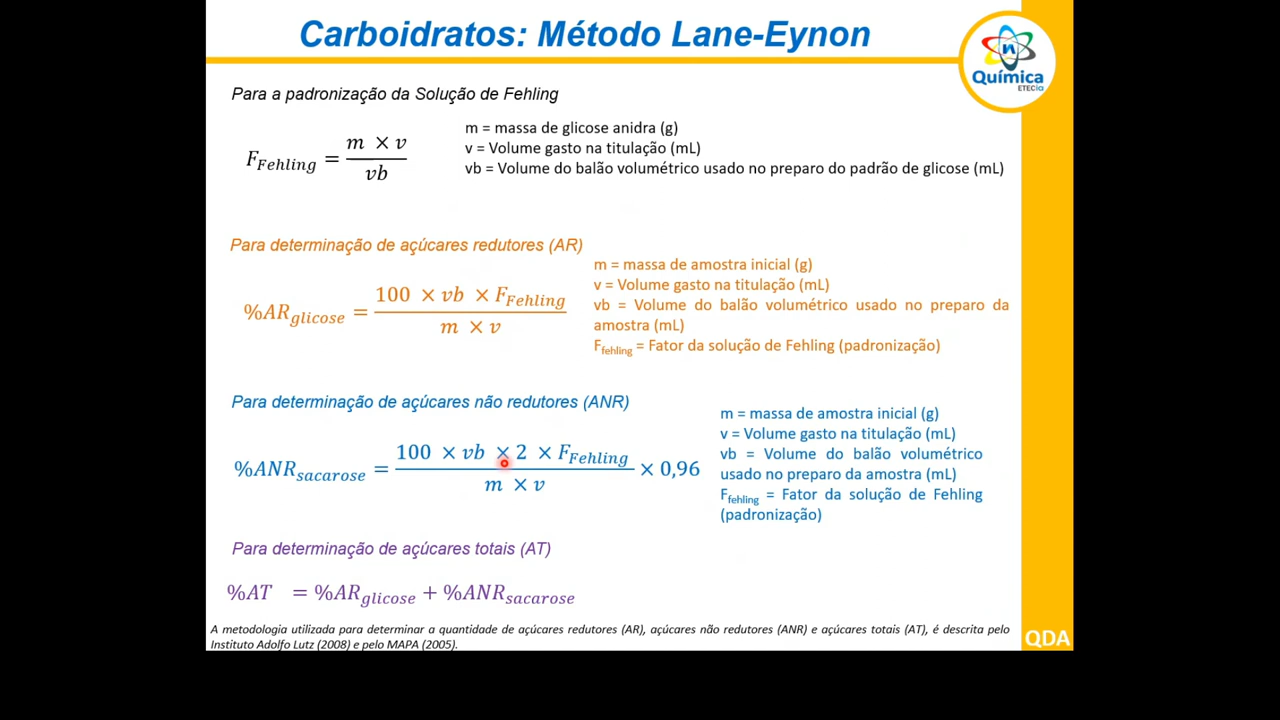 Carboidratos: Método Lane-Eynon
Química
ETECia
Para a padronização da Solução de Fehling
F_Fehling = (m × v) / vb
m = massa de glicose anidra (g)
v = Volume gasto na titulação (mL)
vb = Volume do balão volumétrico usado no preparo do padrão de glicose (mL)
Para determinação de açúcares redutores (AR)
%AR_glicose = (100 × vb × F_Fehling) / (m × v)
m = massa de amostra inicial (g)
v = Volume gasto na titulação (mL)
vb = Volume do balão volumétrico usado no preparo da
amostra (mL)
F_fehling = Fator da solução de Fehling (padronização)
Para determinação de açúcares não redutores (ANR)
%ANR_sacarose = (100 × vb × 2 × F_Fehling) / (m × v) × 0,96
m = massa de amostra inicial (g)
v = Volume gasto na titulação (mL)
vb = Volume do balão volumétrico
usado no preparo da amostra (mL)
F_fehling = Fator da solução de Fehling
(padronização)
Para determinação de açúcares totais (AT)
%AT = %AR_glicose + %ANR_sacarose
A metodologia utilizada para determinar a quantidade de açúcares redutores (AR), açúcares não redutores (ANR) e açúcares totais (AT), é descrita pelo
Instituto Adolfo Lutz (2008) e pelo MAPA (2005).
QDA